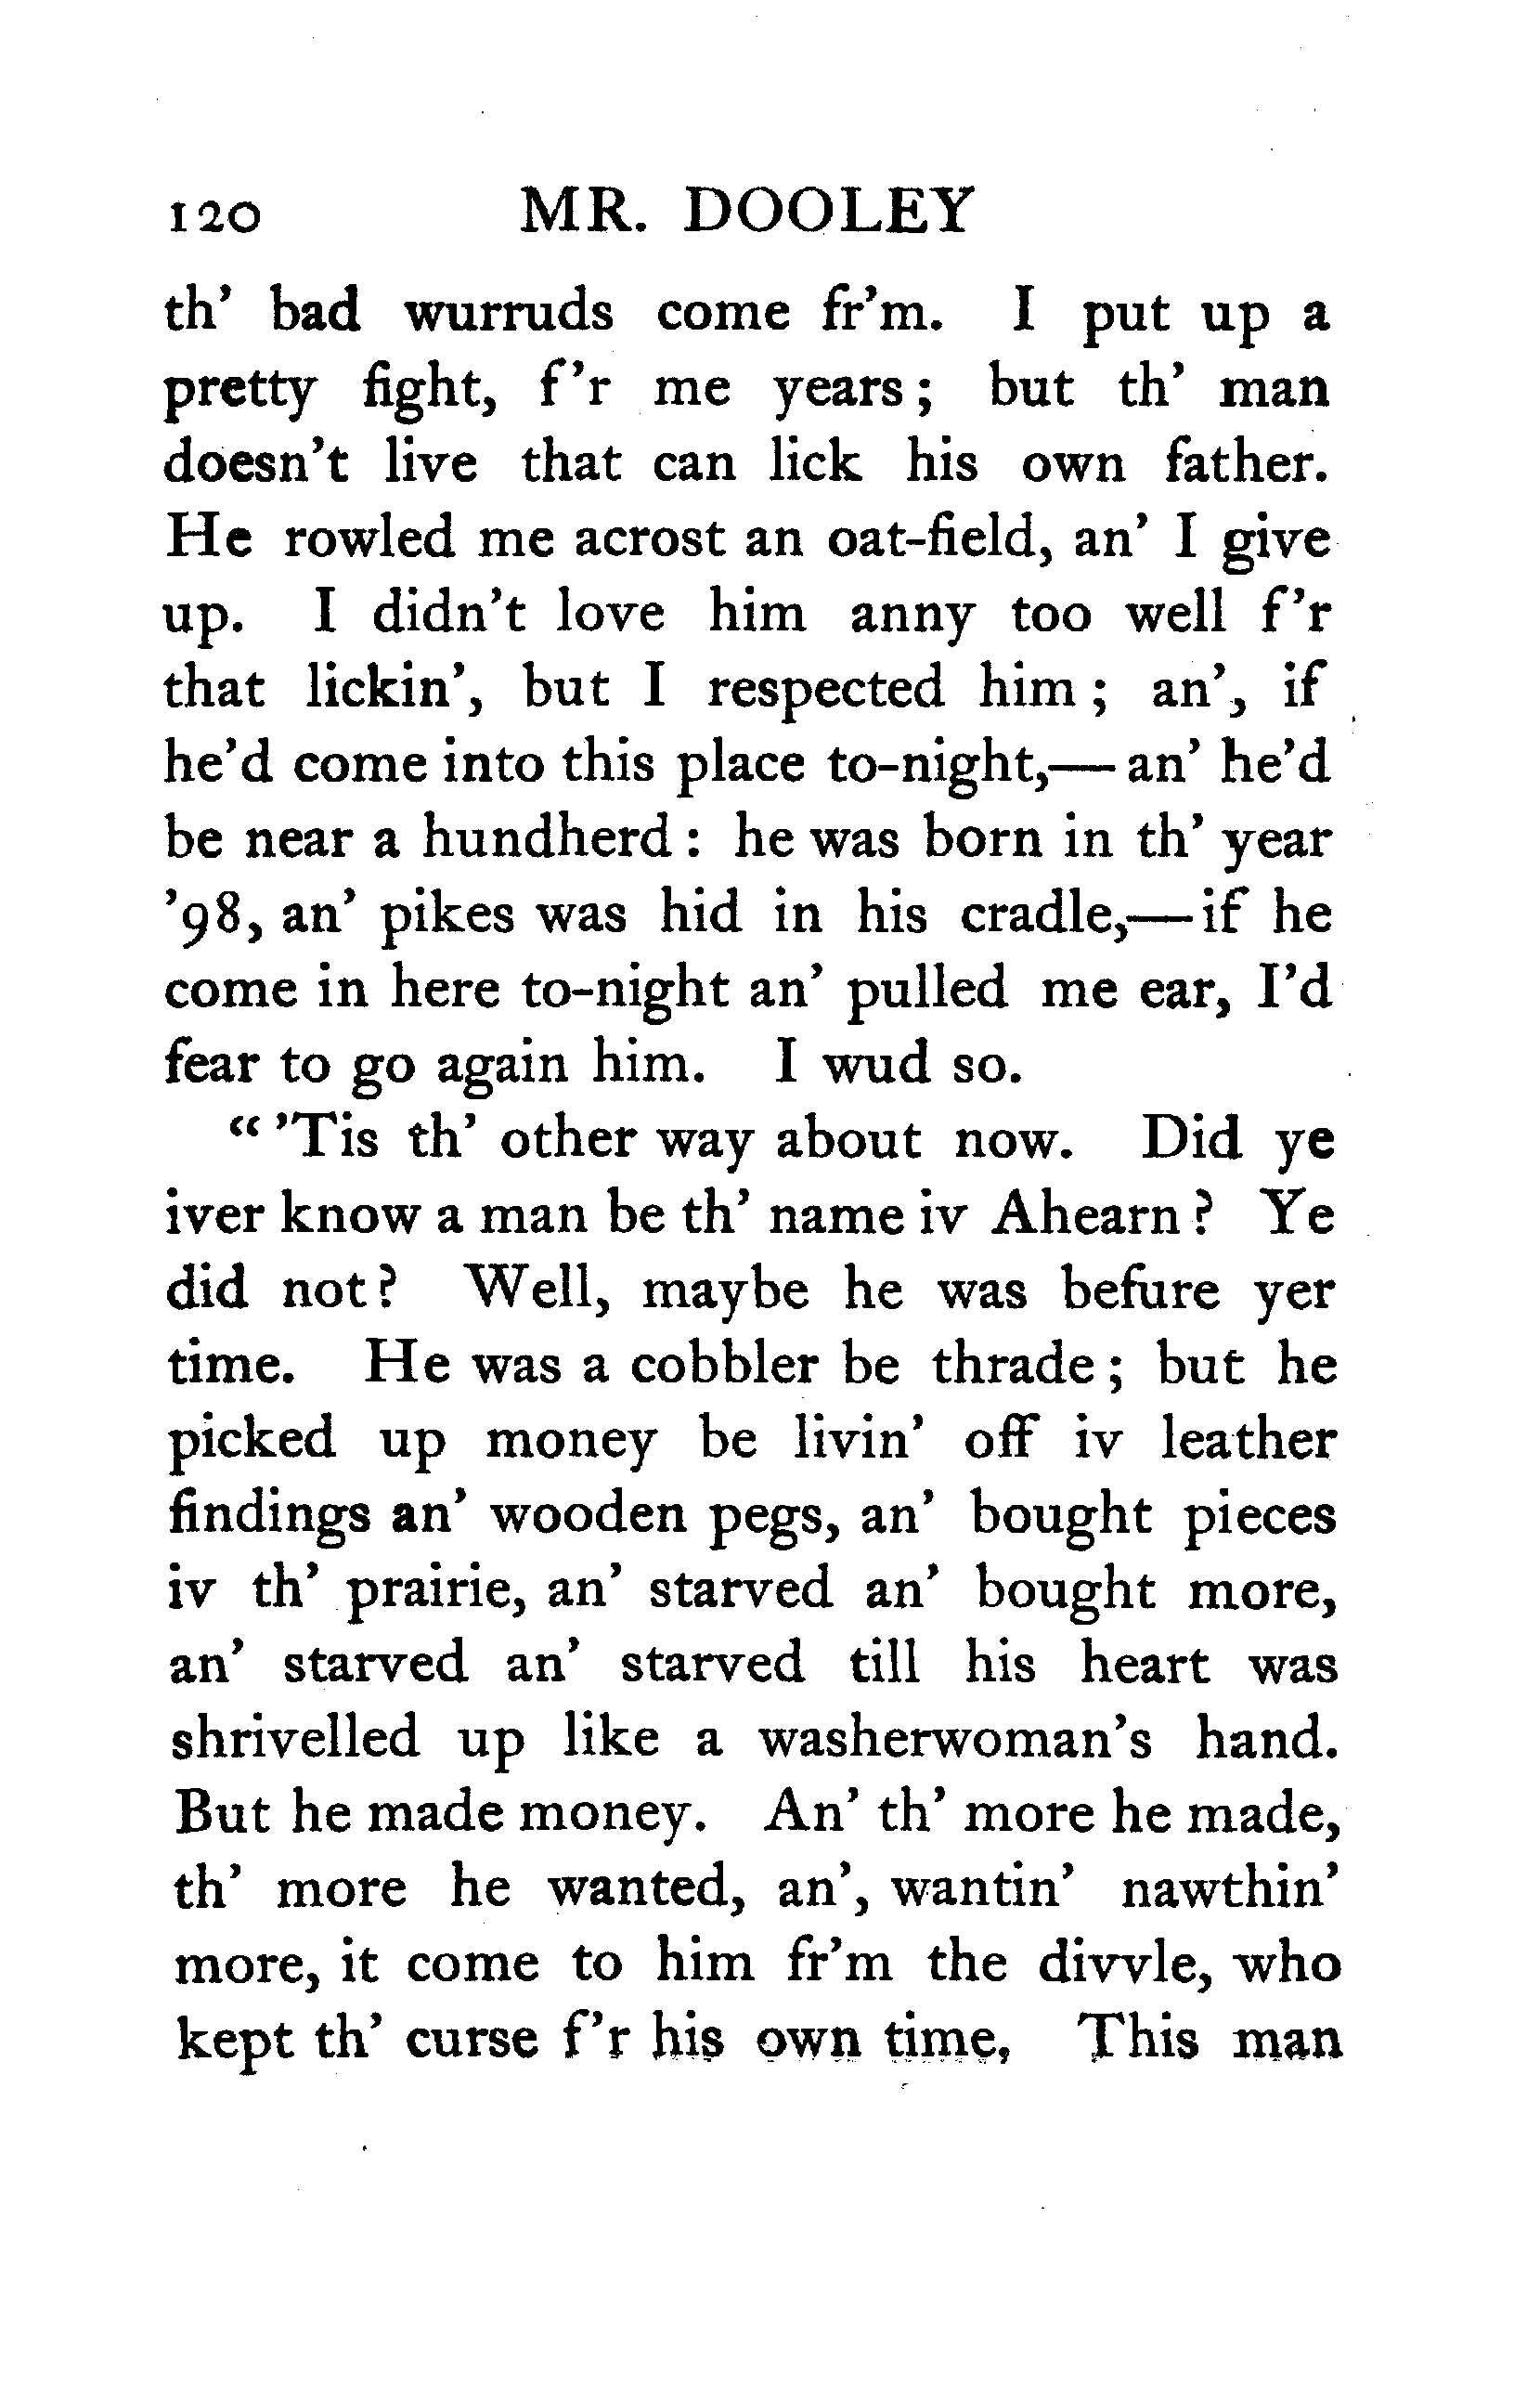 120 MR. DOOLEY
th' bad wurruds come fr'm. I put up a
pretty fight, f'r me years; but th' man
doesn't live that can lick his own father.
He rowled me acrost an oat-field, an' I give
up. I didn't love him anny too well f'r
that lickin', but I respected him; an', if
he'd come into this place to-night,—an' he'd
be near a hundherd: he was born in th' year
'98, an' pikes was hid in his cradle,—if he
come in here to-night an' pulled me ear, I'd
fear to go again him. I wud so.
"'Tis th' other way about now. Did ye
iver know a man be th' name iv Ahearn? Ye
did not? Well, maybe he was befure yer
time. He was a cobbler be thrade; but he
picked up money be livin' off iv leather
findings an' wooden pegs, an' bought pieces
iv th' prairie, an' starved an' bought more,
an' starved an' starved till his heart was
shrivelled up like a washerwoman's hand.
But he made money. An' th' more he made,
th' more he wanted, an', wantin' nawthin'
more, it come to him fr'm the divvle, who
kept th' curse f'r his own time, This man